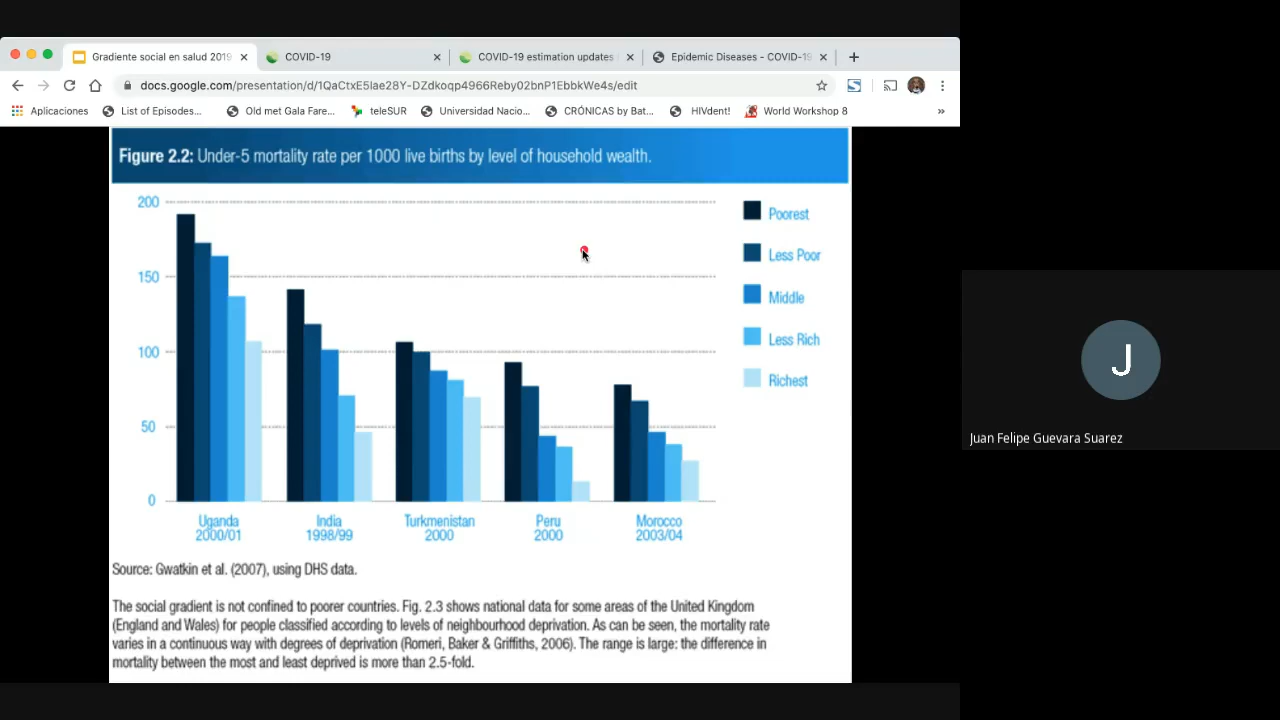 Gradiente social en salud 2019
COVID-19
COVID-19 estimation updates
Epidemic Diseases - COVID-19
docs.google.com/presentation/d/1QaCtxE5lae28Y-DZdkoqp4966Reby02bnP1EbbkWe4s/edit
Aplicaciones
List of Episodes...
Old met Gala Fare...
teleSUR
Universidad Nacio...
CRÓNICAS by Bat...
HIVdent!
World Workshop 8
»
Figure 2.2: Under-5 mortality rate per 1000 live births by level of household wealth.
200
150
100
50
0
Poorest
Less Poor
Middle
Less Rich
Richest
Uganda
2000/01
India
1998/99
Turkmenistan
2000
Peru
2000
Morocco
2003/04
Source: Gwatkin et al. (2007), using DHS data.
The social gradient is not confined to poorer countries. Fig. 2.3 shows national data for some areas of the United Kingdom
(England and Wales) for people classified according to levels of neighbourhood deprivation. As can be seen, the mortality rate
varies in a continuous way with degrees of deprivation (Romeri, Baker & Griffiths, 2006). The range is large: the difference in
mortality between the most and least deprived is more than 2.5-fold.
J
Juan Felipe Guevara Suarez